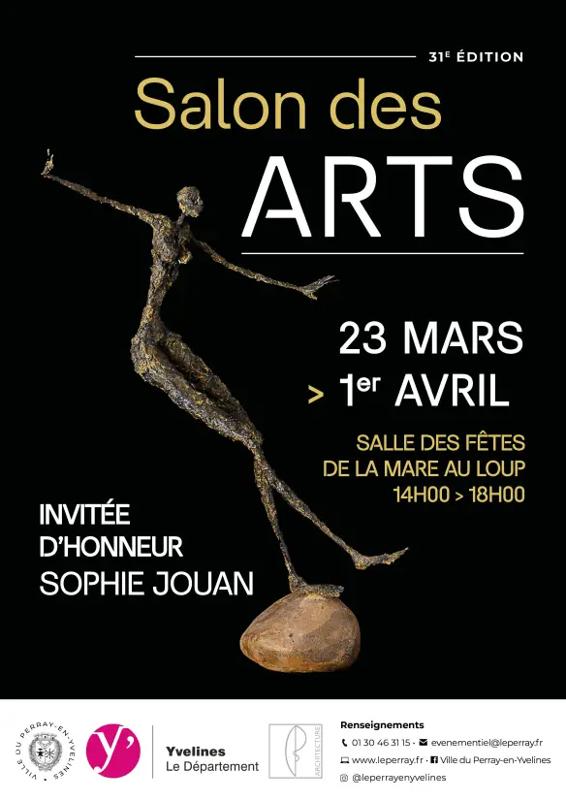 31E ÉDITION
Salon des
ARTS
23 MARS
> 1er AVRIL
SALLE DES FÊTES
DE LA MARE AU LOUP
14H00 > 18H00
INVITÉE
D'HONNEUR
SOPHIE JOUAN
VILLE DU PERRAY-EN-YVELINES
y'
Yvelines
Le Département
ARCHITECTURE
Renseignements
01 30 46 31 15 • evenementiel@leperray.fr
www.leperray.fr • Ville du Perray-en-Yvelines
@leperrayenyvelines